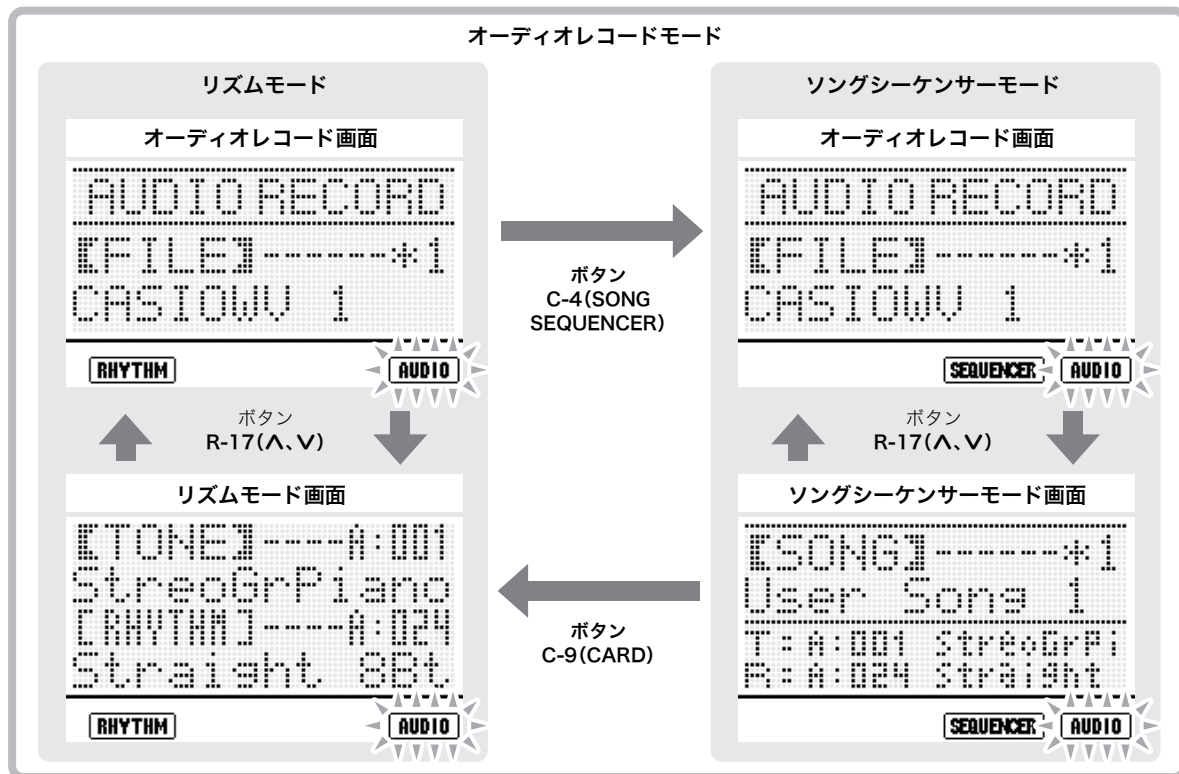 オーディオレコードモード
リズムモード
オーディオレコード画面
AUDIO RECORD
【FILE】------*1
CASIOWV 1
RHYTHM
AUDIO
ボタン
R-17(∧、∨)
リズムモード画面
【TONE】----A:001
StreoGrPiano
[RHYTHM]----A:024
Straight 8Bt
RHYTHM
AUDIO
ボタン
C-4(SONG
SEQUENCER)
ボタン
C-9(CARD)
ソングシーケンサーモード
オーディオレコード画面
AUDIO RECORD
【FILE】------*1
CASIOWV 1
SEQUENCER
AUDIO
ボタン
R-17(∧、∨)
ソングシーケンサーモード画面
【SONG】------*1
User Song 1
T:A:001 StreoGrPi
R:A:024 Straight
SEQUENCER
AUDIO